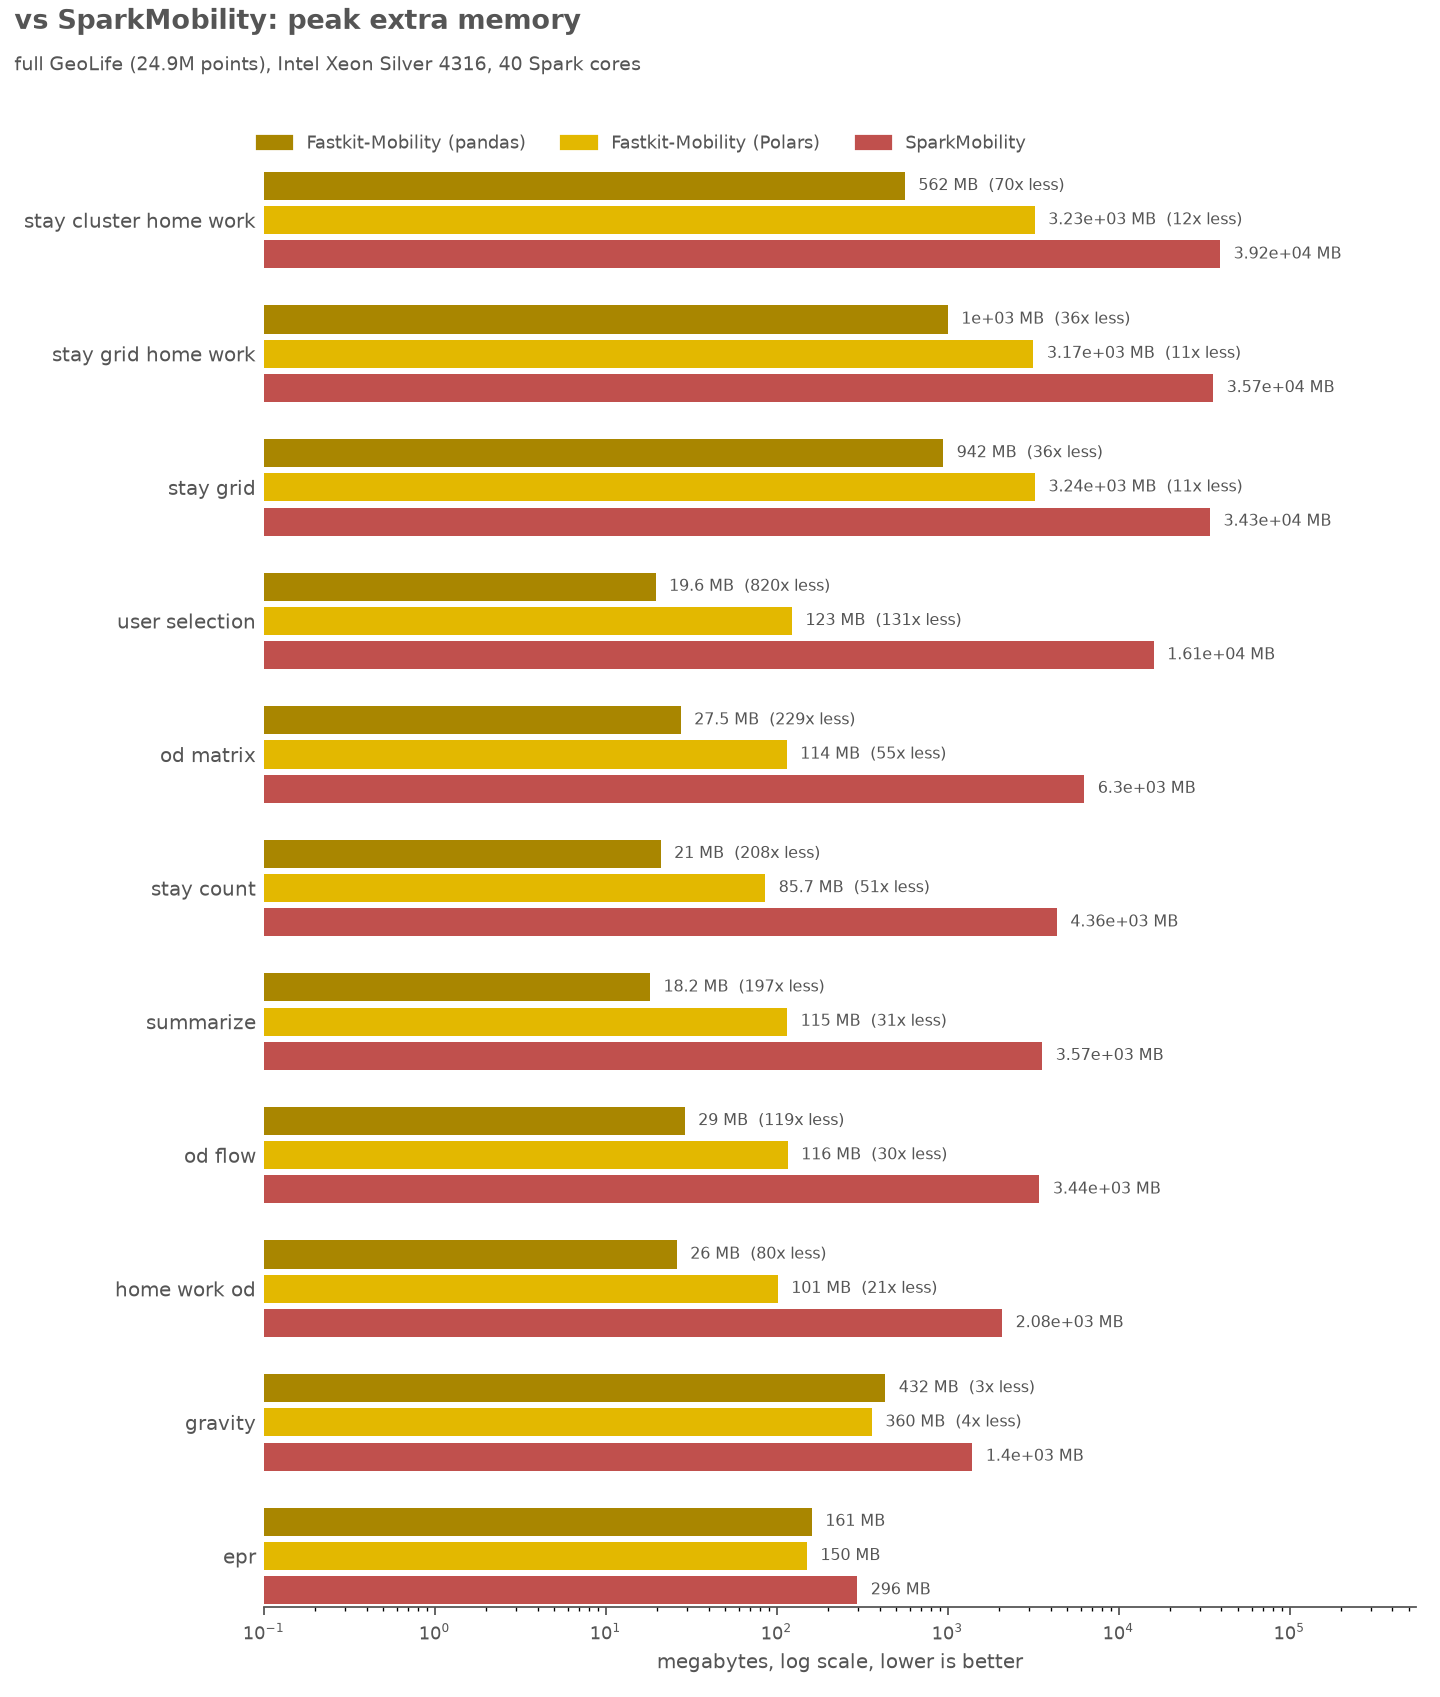 vs SparkMobility: peak extra memory
full GeoLife (24.9M points), Intel Xeon Silver 4316, 40 Spark cores
Fastkit-Mobility (pandas) Fastkit-Mobility (Polars) SparkMobility
562 MB (70x less)
stay cluster home work 3.23e+03 MB (12x less)
3.92e+04 MB
1e+03 MB (36x less)
stay grid home work 3.17e+03 MB (11x less)
3.57e+04 MB
942 MB (36x less)
stay grid 3.24e+03 MB (11x less)
3.43e+04 MB
19.6 MB (820x less)
user selection 123 MB (131x less)
1.61e+04 MB
27.5 MB (229x less)
od matrix 114 MB (55x less)
6.3e+03 MB
21 MB (208x less)
stay count 85.7 MB (51x less)
4.36e+03 MB
18.2 MB (197x less)
summarize 115 MB (31x less)
3.57e+03 MB
29 MB (119x less)
od flow 116 MB (30x less)
3.44e+03 MB
26 MB (80x less)
home work od 101 MB (21x less)
2.08e+03 MB
432 MB (3x less)
gravity 360 MB (4x less)
1.4e+03 MB
161 MB
epr 150 MB
296 MB
10⁻¹ 10⁰ 10¹ 10² 10³ 10⁴ 10⁵
megabytes, log scale, lower is better